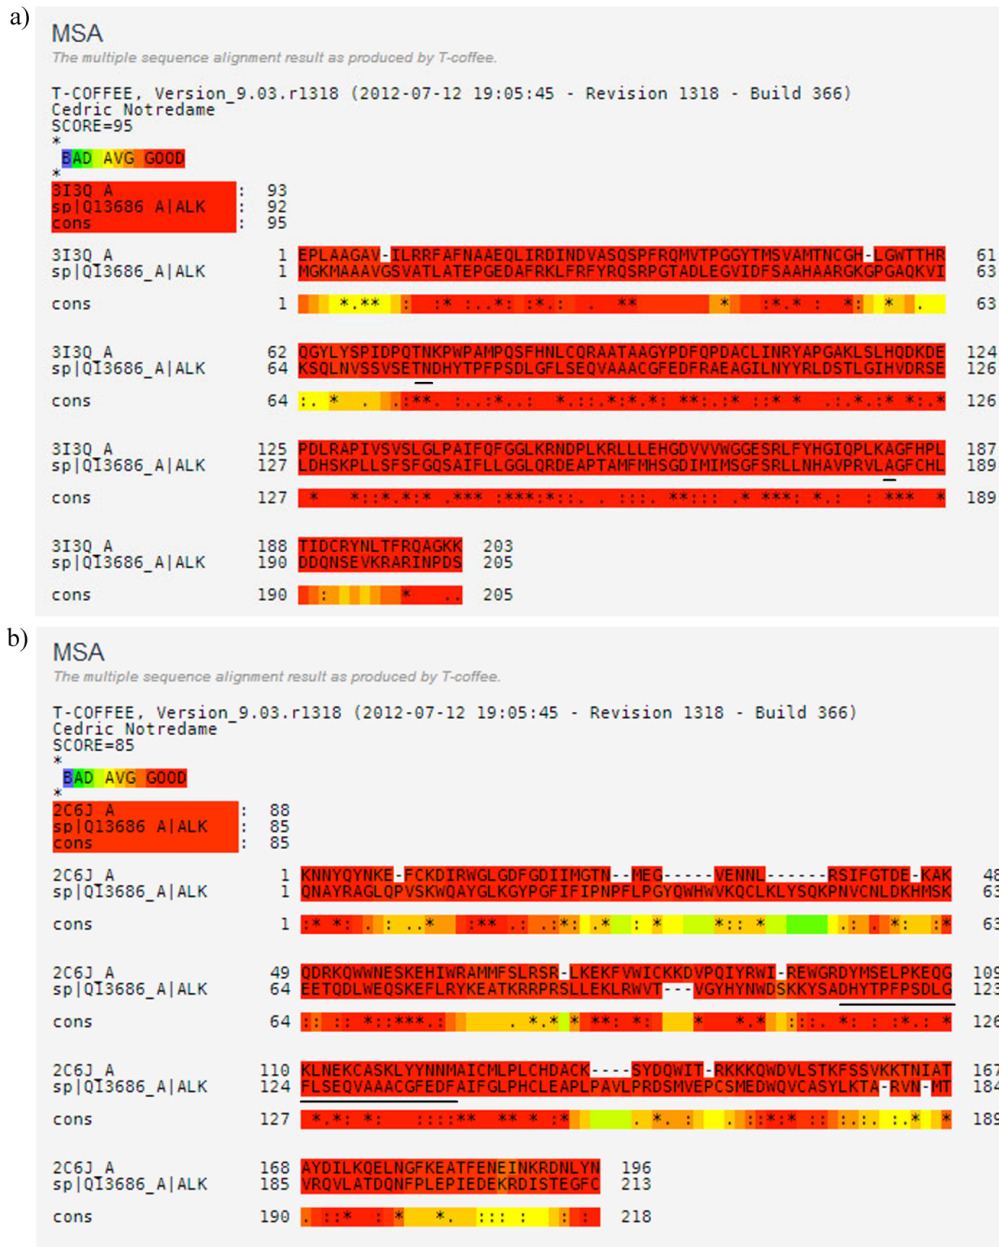 a)
MSA
The multiple sequence alignment result as produced by T-coffee.
T-COFFEE, Version_9.03.r1318 (2012-07-12 19:05:45 - Revision 1318 - Build 366)
Cedric Notredame
SCORE=95
*
BAD AVG GOOD
*
3I3Q_A : 93
sp|Q13686_A|ALK : 92
cons : 95
3I3Q_A 1 EPLAAGAV-ILRRFAFNAAEQLIRDINDVASQSPFRQMVTPGGYTMSVAMTNCGH-LGWTTHR 61
sp|Q13686_A|ALK 1 MGKMAAAVGSVATLATEPGEDAFRKLFRFYRQSRPGTADLEGVIDFSAAHAARGKGPGAQKVI 63
cons 1 *.** : :* :..*: :*.: . ** * :*.* : *: * . 63
3I3Q_A 62 QGYLYSPIDPQTNKPWPAMPQSFHNLCQRAATAAGYPDFQPDACLINRYAPGAKLSLHQDKDE 124
sp|Q13686_A|ALK 64 KSQLNVSSVSETNDHYTPFPSDLGFLSEQVAAACGFEDFRAEAGILNYYRLDSTLGIHVDRSE 126
cons 64 :. * . .:**. :..:*..: *.::.*:*.*: **:.:* ::* * .:.*.:* *:.* 126
3I3Q_A 125 PDLRAPIVSVSLGLPAIFQFGGLKRNDPLKRLLLEHGDVVVWGGESRLFYHGIQPLKAGFHPL 187
sp|Q13686_A|ALK 127 LDHSKPLLSFSFGQSAIFLLGGLQRDEAPTAMFMHSGDIMIMSGFSRLLNHAVPRVLAGFCHL 189
cons 127 * *::*.*:* .*** :***:*::. . :::. **::: .* ***: *.: : *** * 189
3I3Q_A 188 TIDCRYNLTFRQAGKK 203
sp|Q13686_A|ALK 190 DDQNSEVKRARINPDS 205
cons 190 : * .. 205
b)
MSA
The multiple sequence alignment result as produced by T-coffee.
T-COFFEE, Version_9.03.r1318 (2012-07-12 19:05:45 - Revision 1318 - Build 366)
Cedric Notredame
SCORE=85
*
BAD AVG GOOD
*
2C6J_A : 88
sp|Q13686_A|ALK : 85
cons : 85
2C6J_A 1 KNNYQYNKE-FCKDIRWGLGDFGDIIMGTN--MEG-----VENNL------RSIFGTDE-KAK 48
sp|Q13686_A|ALK 1 QNAYRAGLQPVSKWQAYGLKGYPGFIFIPNPFLPGYQWHWVKQCLKLYSQKPNVCNLDKHMSK 63
cons 1 :* *: . : ..* :** .: .:*: .* : * *:: * .: *: :* 63
2C6J_A 49 QDRKQWWNESKEHIWRAMMFSLRSR-LKEKFVWICKKDVPQIYRWI-REWGRDYMSELPKEQG 109
sp|Q13686_A|ALK 64 EETQDLWEQSKEFLRYKEATKRRPRSLLEKLRWVT---VGYHYNWDSKKYSADHYTPFPSDLG 123
cons 64 :: :: *::***.: . *.* * **: *: * *.* :::. *: : :*.: * 126
2C6J_A 110 KLNEKCASKLYYNNMAICMLPLCHDACK----SYDQWIT-RKKKQWDVLSTKFSSVKKTNIAT 167
sp|Q13686_A|ALK 124 FLSEQVAAACGFEDFAIFGLPHCLEAPLPAVLPRDSMVEPCSMEDWQVCASYLKTA-RVN-MT 184
cons 127 *.*: *: ::::** ** * :* . *. : . ::*:* :: :.:. :.* * 189
2C6J_A 168 AYDILKQELNGFKEATFENEINKRDNLYN 196
sp|Q13686_A|ALK 185 VRQVLATDQNFPLEPIEDEKRDISTEGFC 213
cons 190 . ::* : * *. ::: : : : 218